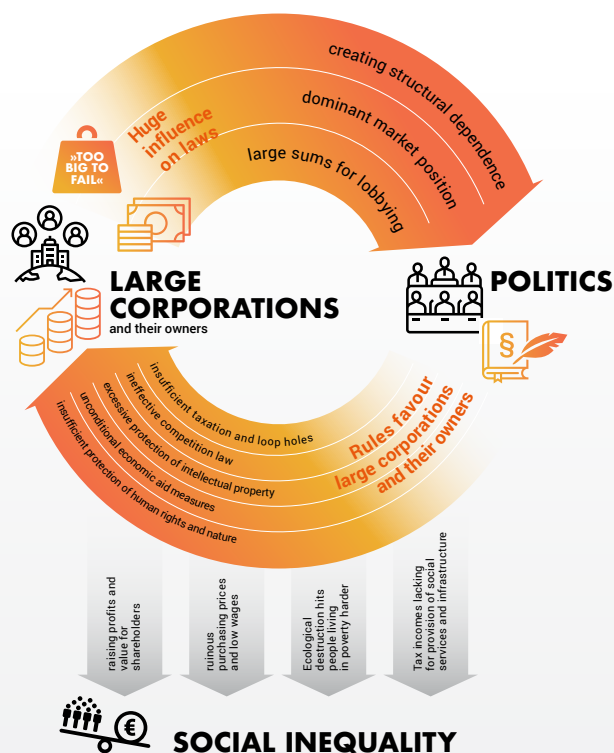 creating structural dependence
dominant market position
large sums for lobbying
Huge
influence
on laws
»TOO
BIG TO
FAIL«
LARGE
CORPORATIONS
and their owners
POLITICS
§
Rules favour
large corporations
and their owners
insufficient taxation and loop holes
ineffective competition law
excessive protection of intellectual property
unconditional economic aid measures
insufficient protection of human rights and nature
raising profits and
value for
shareholders
ruinous
purchasing prices
and low wages
Ecological
destruction hits
people living
in poverty harder
Tax incomes lacking
for provision of social
services and infrastructure
€
SOCIAL INEQUALITY